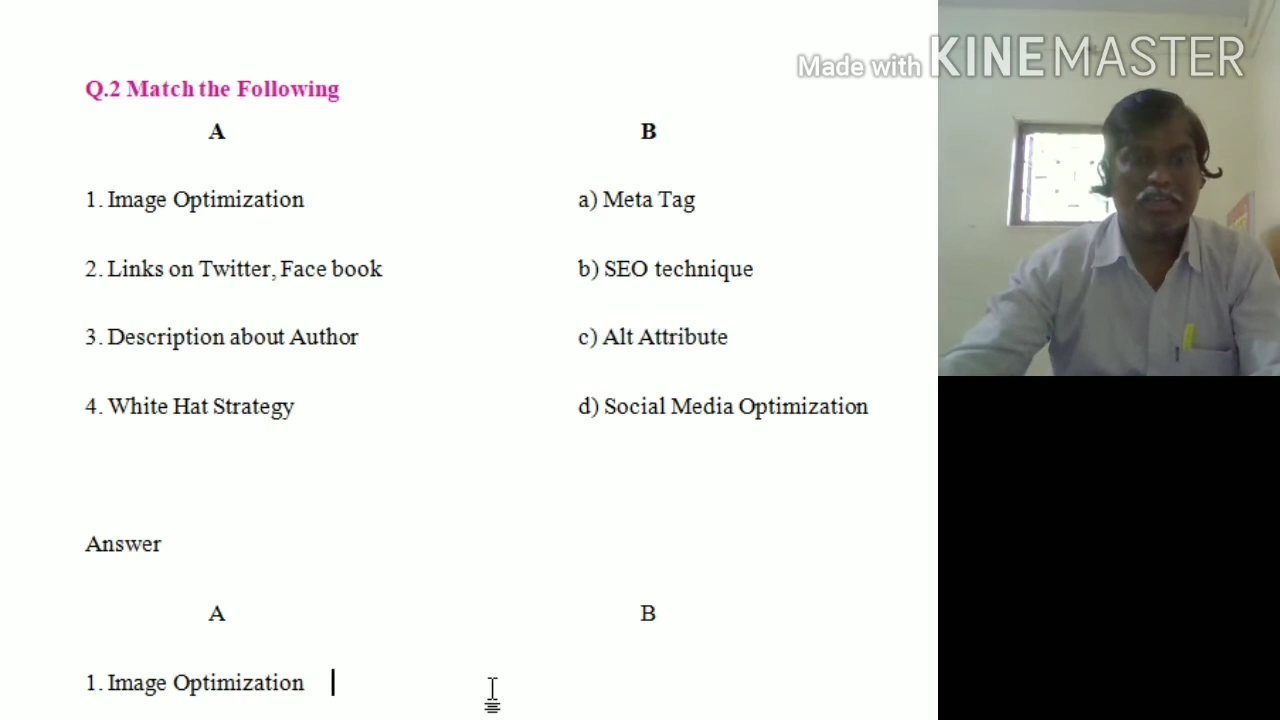 Made with KINEMASTER
Q.2 Match the Following
A B
1. Image Optimization a) Meta Tag
2. Links on Twitter, Face book b) SEO technique
3. Description about Author c) Alt Attribute
4. White Hat Strategy d) Social Media Optimization
Answer
A B
1. Image Optimization